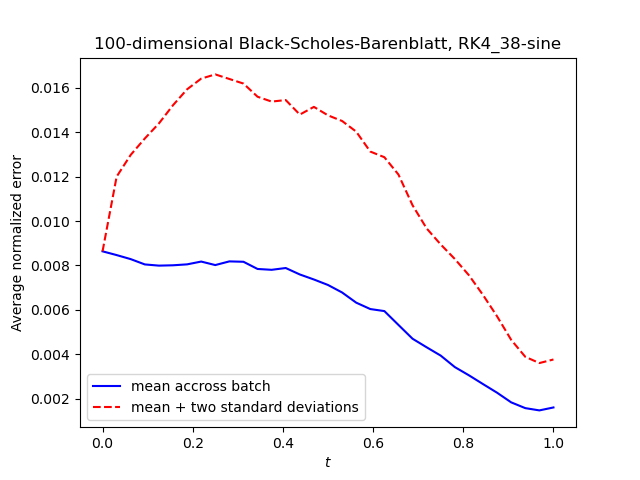 100-dimensional Black-Scholes-Barenblatt, RK4_38-sine
Average normalized error
0.016
0.014
0.012
0.010
0.008
0.006
0.004
0.002
mean accross batch
mean + two standard deviations
0.0
0.2
0.4
0.6
0.8
1.0
t